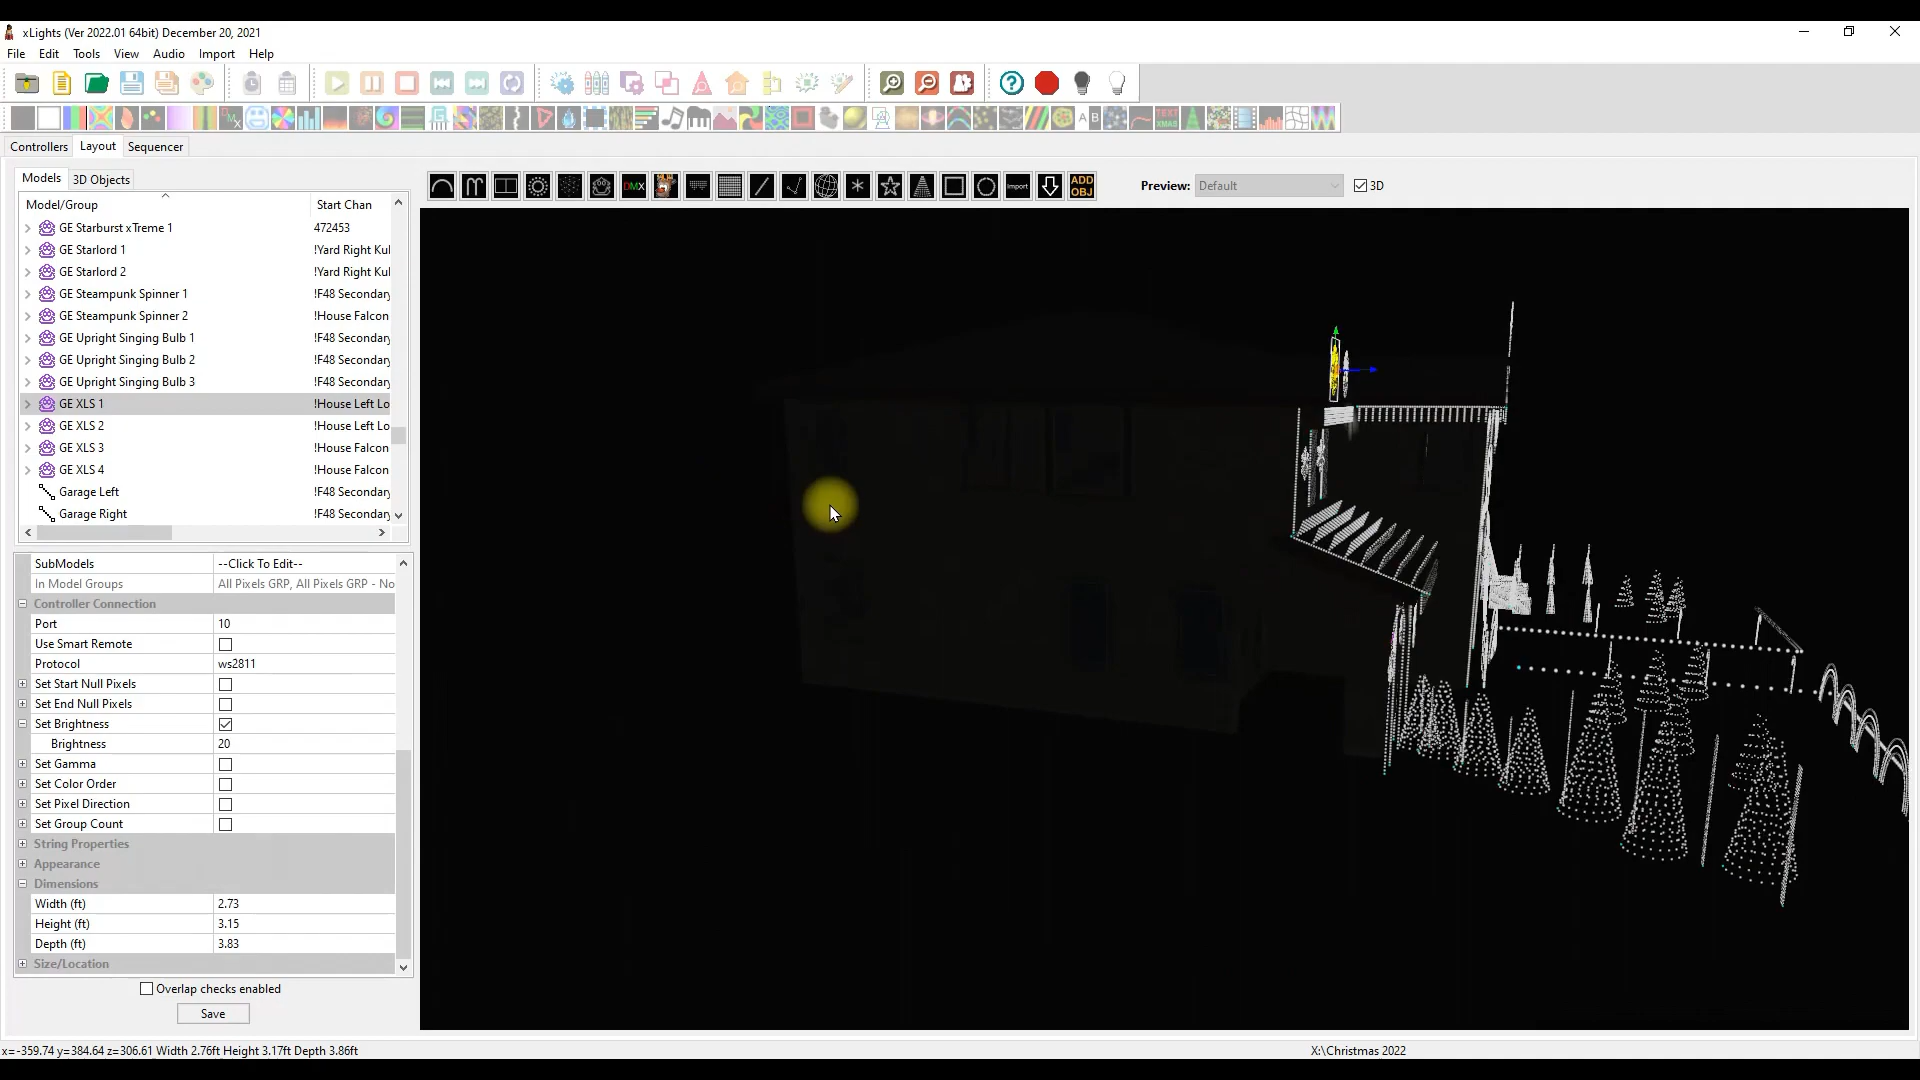 xLights (Ver 2022.01 64bit) December 20, 2021
File Edit Tools View Audio Import Help
Controllers Layout Sequencer
Models 3D Objects
DMX Import ADD OBJ
Preview: Default 3D
Model/Group Start Chan
GE Starburst xTreme 1 472453
GE Starlord 1 !Yard Right Kul
GE Starlord 2 !Yard Right Kul
GE Steampunk Spinner 1 !F48 Secondary
GE Steampunk Spinner 2 !House Falcon
GE Upright Singing Bulb 1 !F48 Secondary
GE Upright Singing Bulb 2 !F48 Secondary
GE Upright Singing Bulb 3 !F48 Secondary
GE XLS 1 !House Left Lo
GE XLS 2 !House Left Lo
GE XLS 3 !House Falcon
GE XLS 4 !House Falcon
Garage Left !F48 Secondary
Garage Right !F48 Secondary
SubModels --Click To Edit--
In Model Groups All Pixels GRP, All Pixels GRP - No
Controller Connection
Port 10
Use Smart Remote
Protocol ws2811
Set Start Null Pixels
Set End Null Pixels
Set Brightness
Brightness 20
Set Gamma
Set Color Order
Set Pixel Direction
Set Group Count
String Properties
Appearance
Dimensions
Width (ft) 2.73
Height (ft) 3.15
Depth (ft) 3.83
Size/Location
Overlap checks enabled
Save
x=-359.74 y=384.64 z=306.61 Width 2.76ft Height 3.17ft Depth 3.86ft X:\Christmas 2022